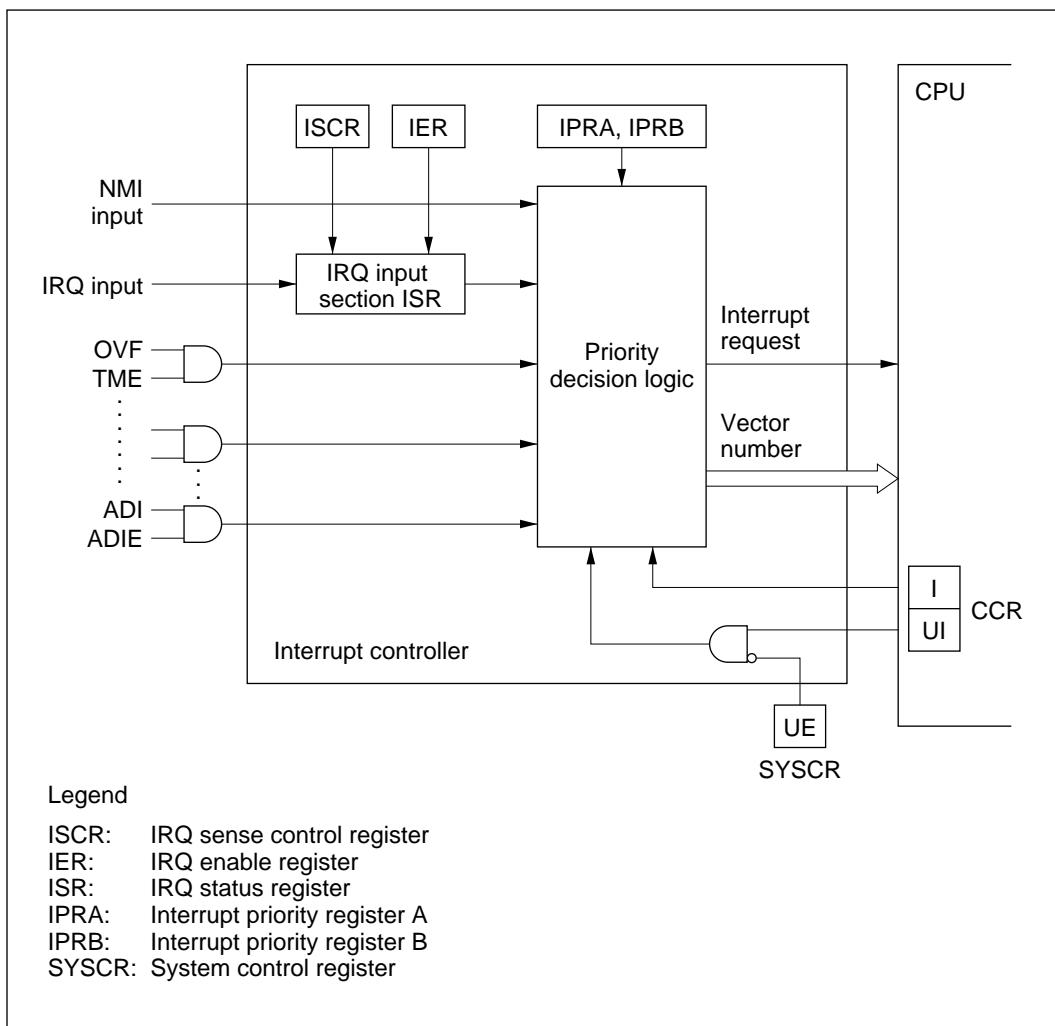 CPU
ISCR
IER
IPRA, IPRB
NMI
input
IRQ input
IRQ input
section ISR
OVF
TME
Priority
decision logic
Interrupt
request
Vector
number
ADI
ADIE
I
UI
CCR
Interrupt controller
UE
SYSCR
Legend
ISCR: IRQ sense control register
IER: IRQ enable register
ISR: IRQ status register
IPRA: Interrupt priority register A
IPRB: Interrupt priority register B
SYSCR: System control register